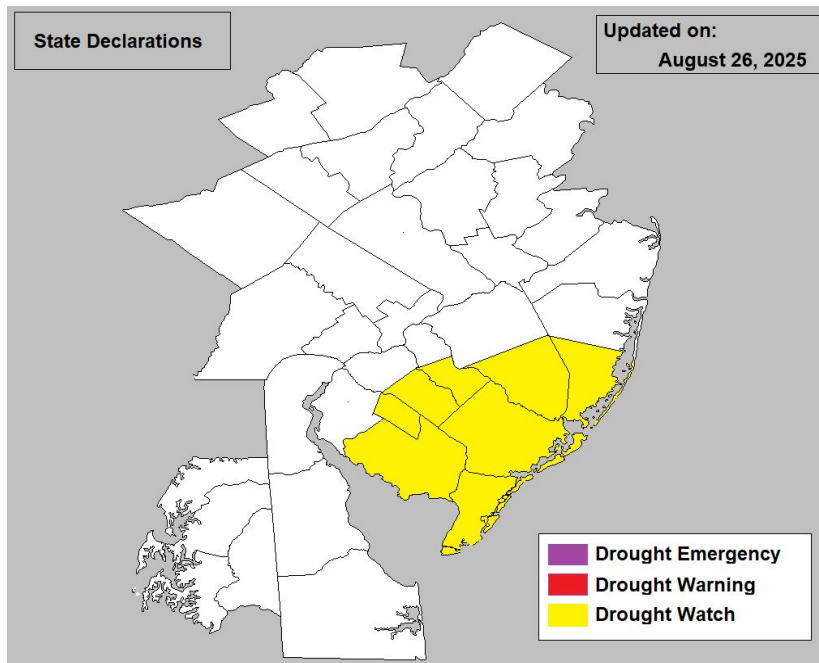 State Declarations
Updated on:
August 26, 2025
Drought Emergency
Drought Warning
Drought Watch